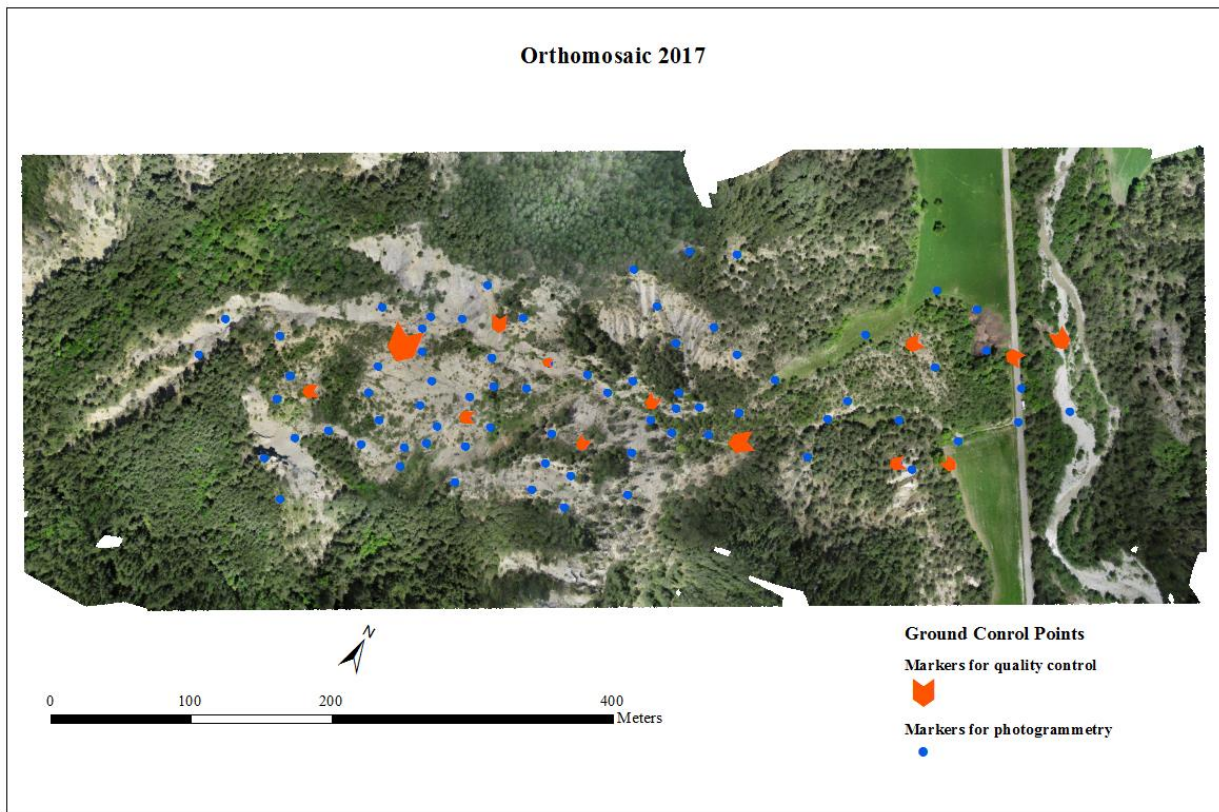 Orthomosaic 2017
N
0 100 200 400
Meters
Ground Conrol Points
Markers for quality control
Markers for photogrammetry